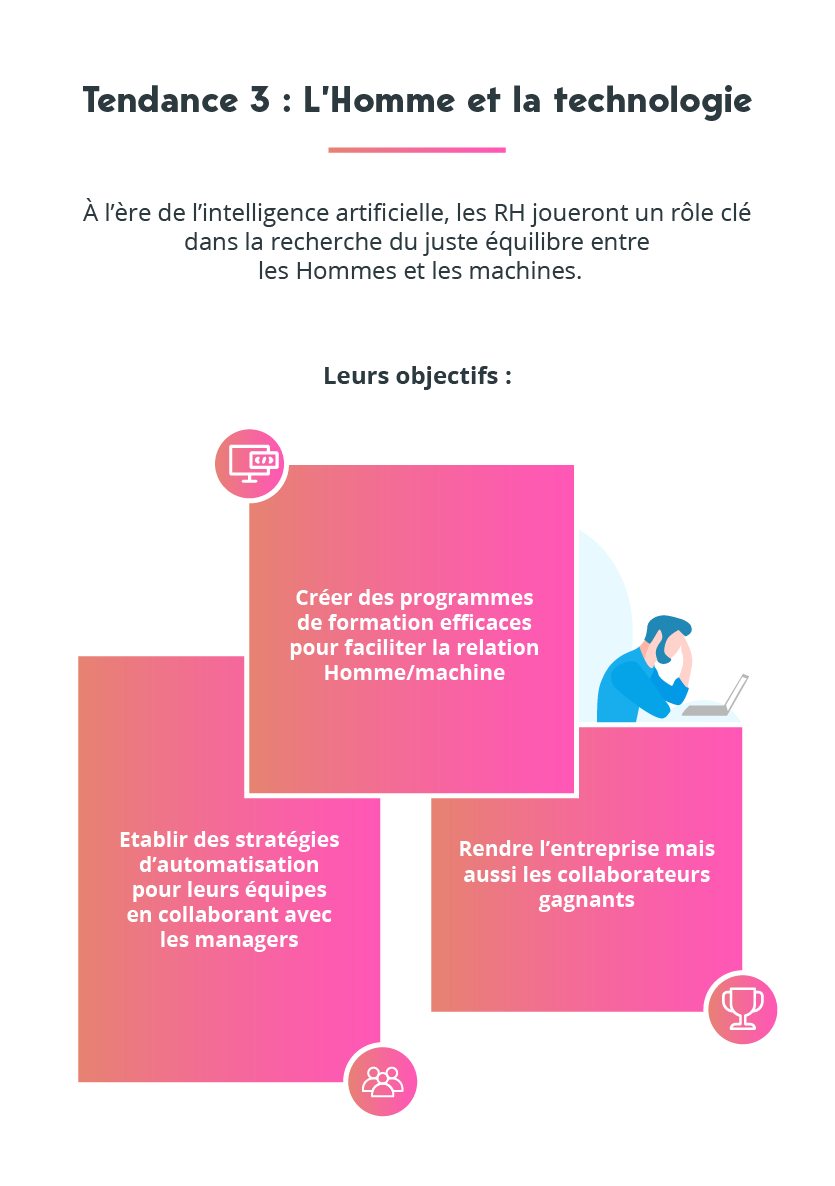 Tendance 3 : L'Homme et la technologie
À l’ère de l’intelligence artificielle, les RH joueront un rôle clé
dans la recherche du juste équilibre entre
les Hommes et les machines.
Leurs objectifs :
Créer des programmes
de formation efficaces
pour faciliter la relation
Homme/machine
Etablir des stratégies
d’automatisation
pour leurs équipes
en collaborant avec
les managers
Rendre l’entreprise mais
aussi les collaborateurs
gagnants